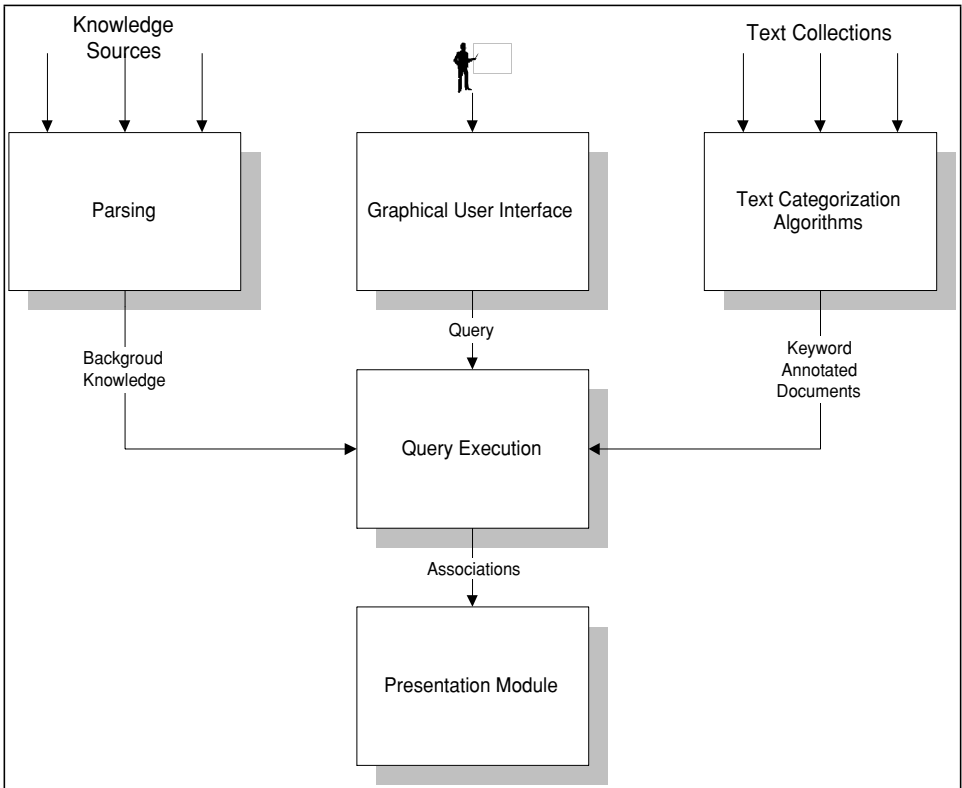 Knowledge
Sources
Text Collections
Parsing
Graphical User Interface
Text Categorization
Algorithms
Backgroud
Knowledge
Query
Keyword
Annotated
Documents
Query Execution
Associations
Presentation Module